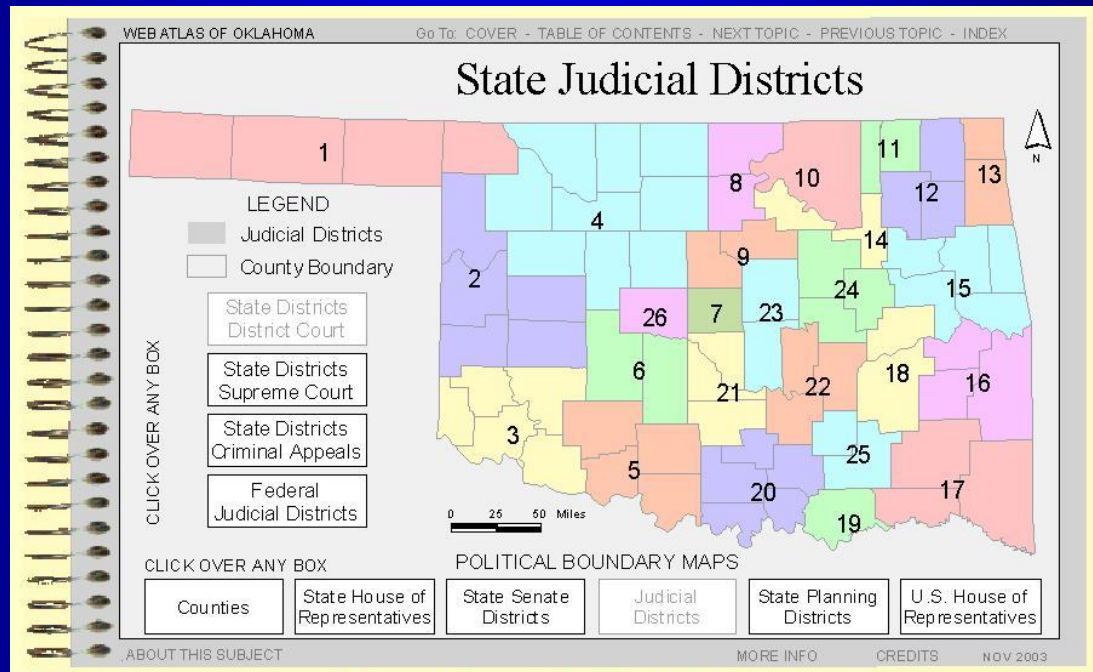 WEB ATLAS OF OKLAHOMA
Go To: COVER - TABLE OF CONTENTS - NEXT TOPIC - PREVIOUS TOPIC - INDEX
State Judicial Districts
N
1
8
10
11
12
13
4
14
9
2
24
15
26
7
23
6
21
22
18
16
3
5
25
20
17
19
LEGEND
Judicial Districts
County Boundary
CLICK OVER ANY BOX
State Districts
District Court
State Districts
Supreme Court
State Districts
Criminal Appeals
Federal
Judicial Districts
0 25 50 Miles
CLICK OVER ANY BOX
POLITICAL BOUNDARY MAPS
Counties
State House of
Representatives
State Senate
Districts
Judicial
Districts
State Planning
Districts
U.S. House of
Representatives
ABOUT THIS SUBJECT
MORE INFO
CREDITS
NOV 2003